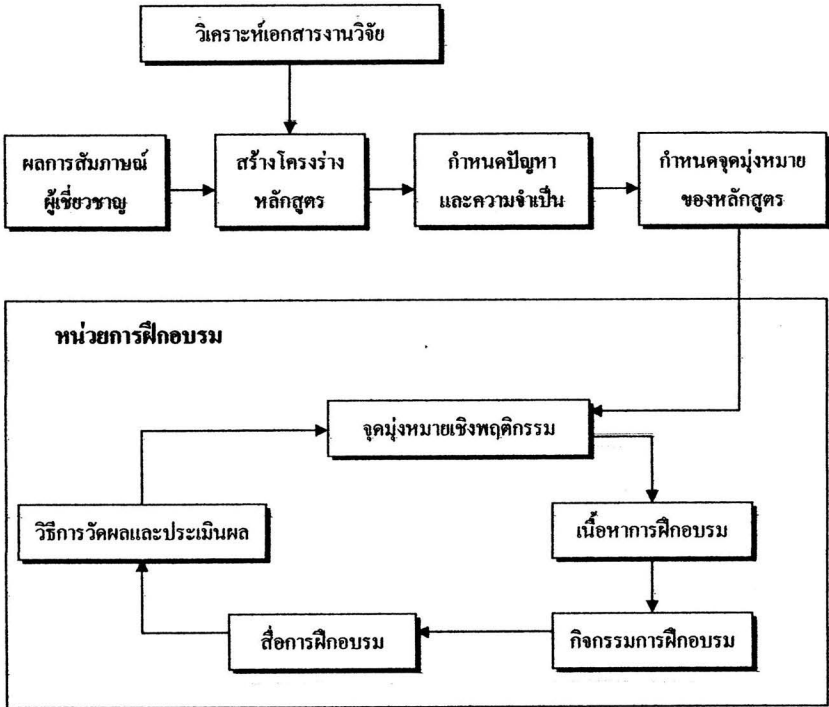 วิเคราะห์เอกสารงานวิจัย
ผลการสัมภาษณ์
ผู้เชี่ยวชาญ
สร้างโครงร่าง
หลักสูตร
กำหนดปัญหา
และความจำเป็น
กำหนดจุดมุ่งหมาย
ของหลักสูตร
หน่วยการฝึกอบรม
จุดมุ่งหมายเชิงพฤติกรรม
วิธีการวัดผลและประเมินผล
เนื้อหาการฝึกอบรม
สื่อการฝึกอบรม
กิจกรรมการฝึกอบรม